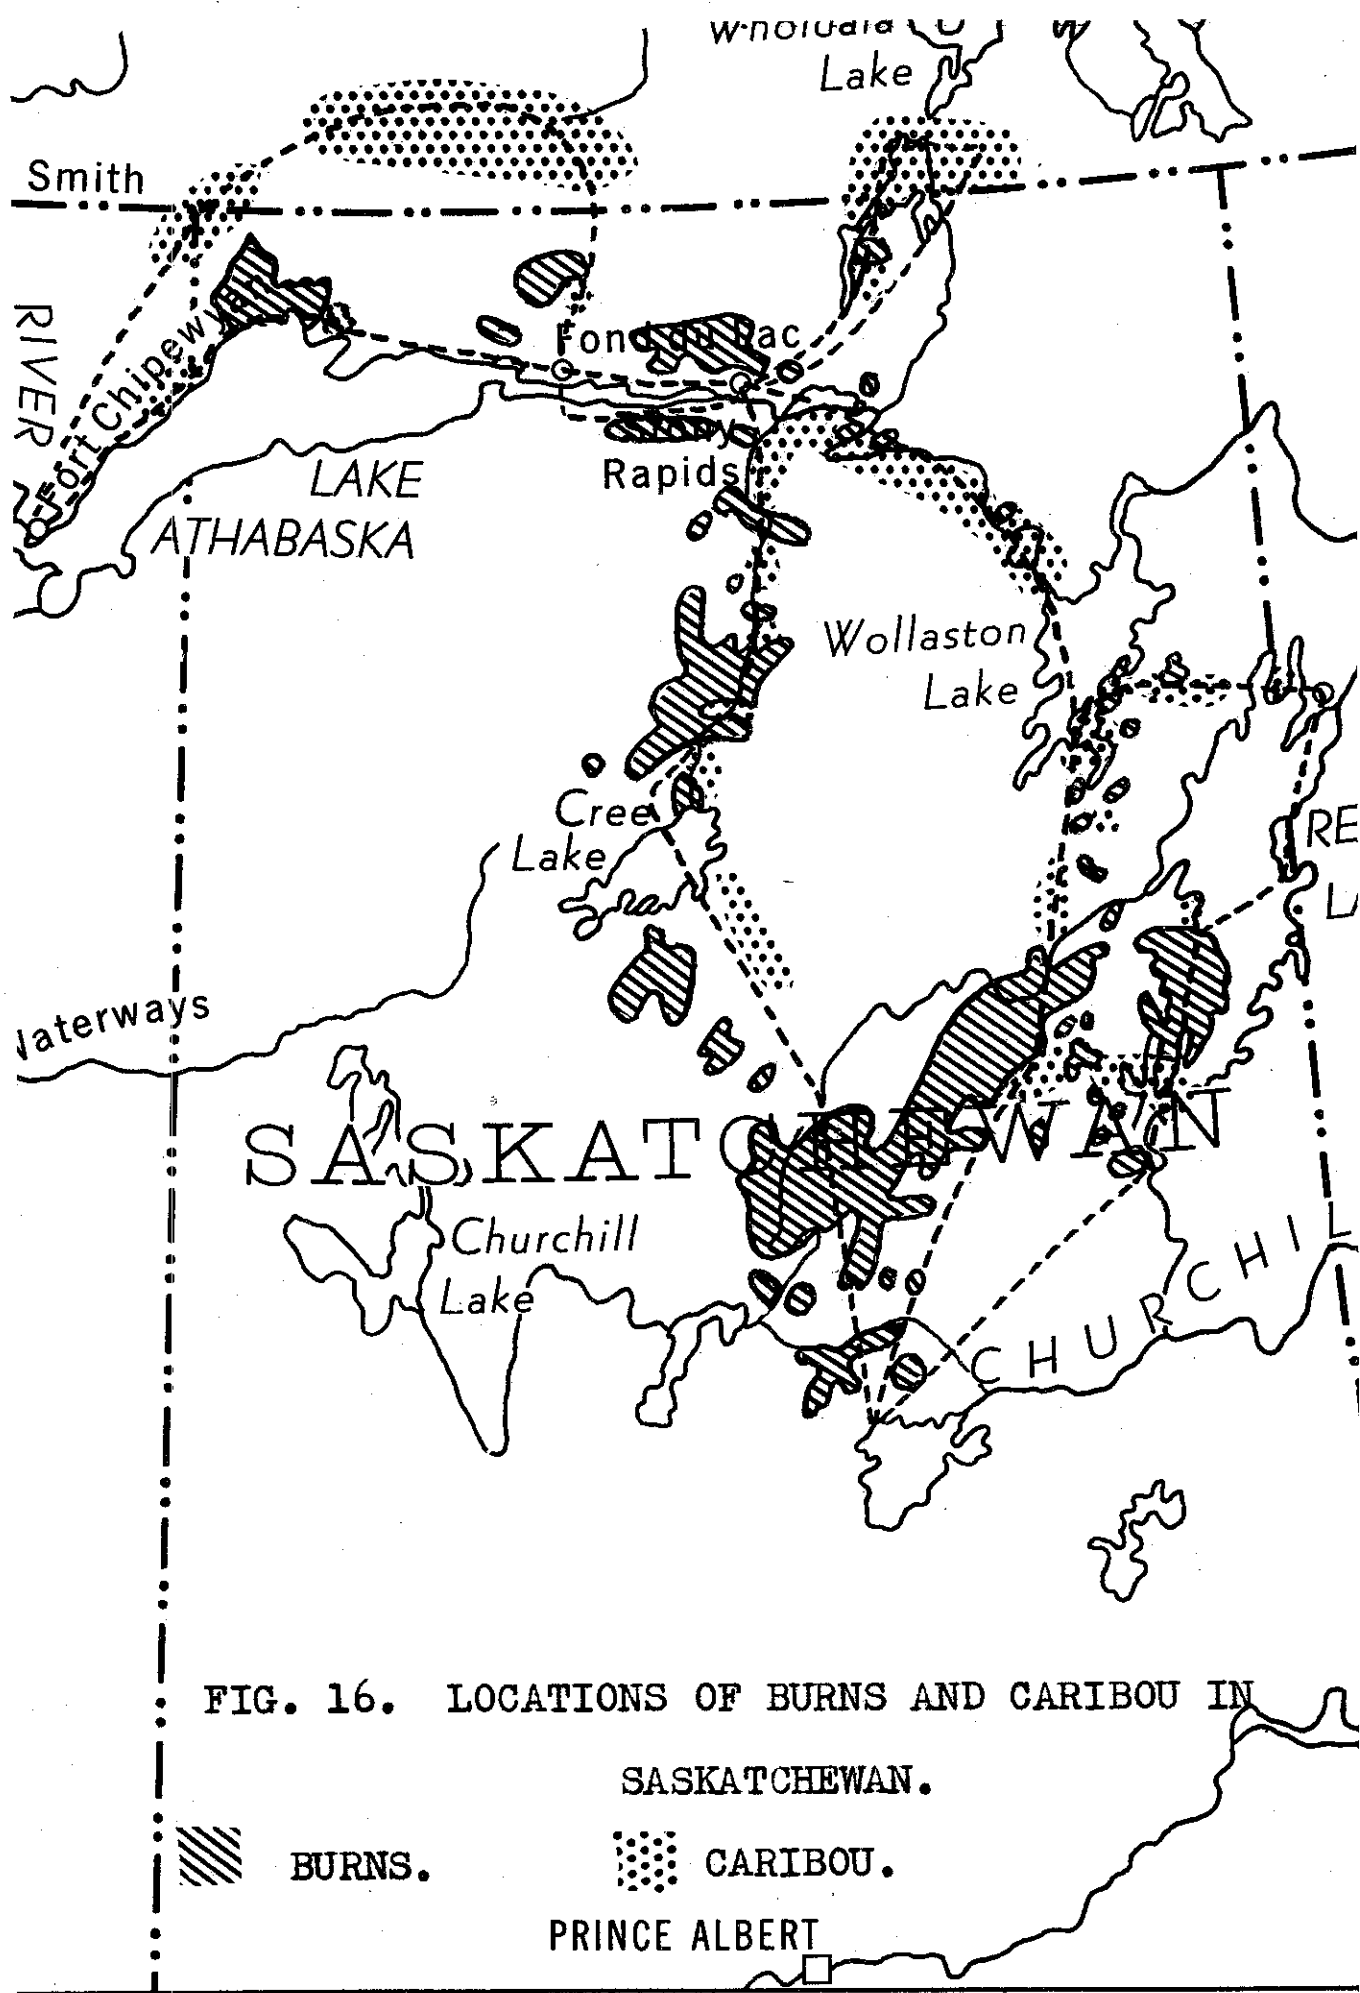 Lake
Smith
RIVER
Fort Chipewyan
Fond du Lac
Rapids
LAKE
ATHABASKA
Wollaston
Lake
Cree
Lake
RE
LA
Waterways
SASKATCHEWAN
Churchill
Lake
CHURCHIL
FIG. 16. LOCATIONS OF BURNS AND CARIBOU IN
SASKATCHEWAN.
BURNS.
CARIBOU.
PRINCE ALBERT